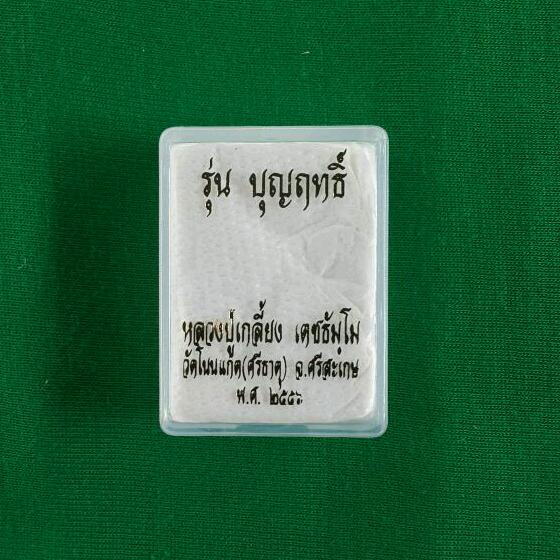 รุ่น บุญฤทธิ์
หลวงปู่เกลี้ยง เตชธัมฺโม
วัดโนนแกด(ศรีธาตุ) จ.ศรีสะเกษ
พ.ศ. ๒๕๕๖